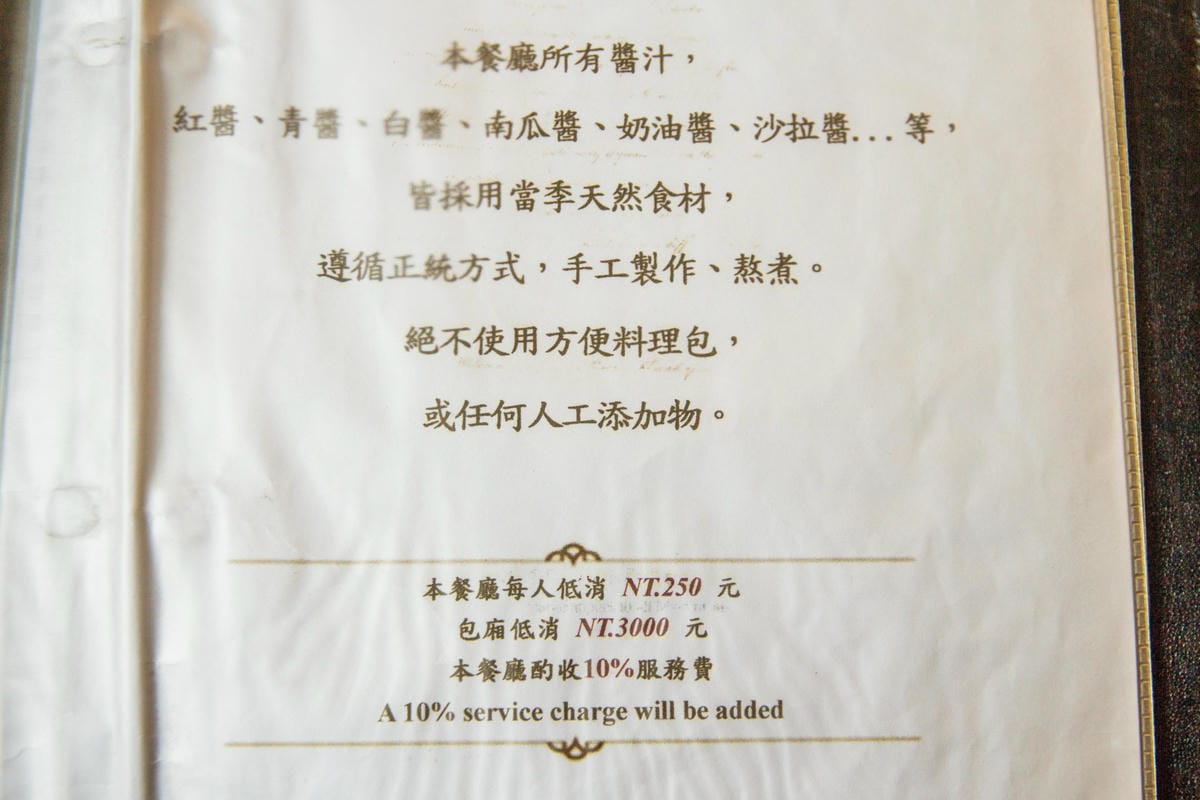 本餐廳所有醬汁，
紅醬、青醬、白醬、南瓜醬、奶油醬、沙拉醬...等，
皆採用當季天然食材，
遵循正統方式，手工製作、熬煮。
絕不使用方便料理包，
或任何人工添加物。
本餐廳每人低消 NT.250 元
包廂低消 NT.3000 元
本餐廳酌收10%服務費
A 10% service charge will be added